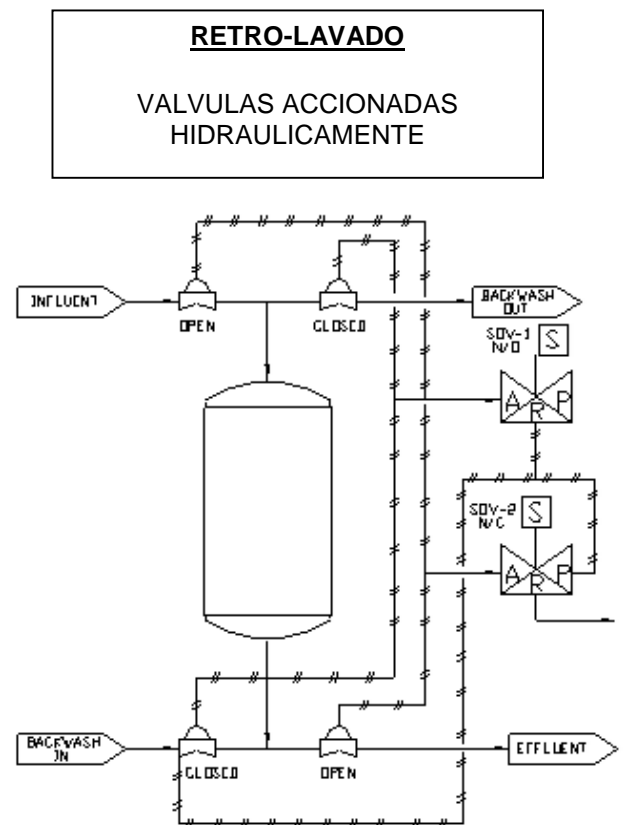 RETRO-LAVADO
VALVULAS ACCIONADAS
HIDRAULICAMENTE
INFLUENT
OPEN
CLOSED
BACKWASH
OUT
SOV-1
N/O
S
A R P
SOV-2
N/C
S
A R P
BACKWASH
IN
CLOSED
OPEN
EFFLUENT